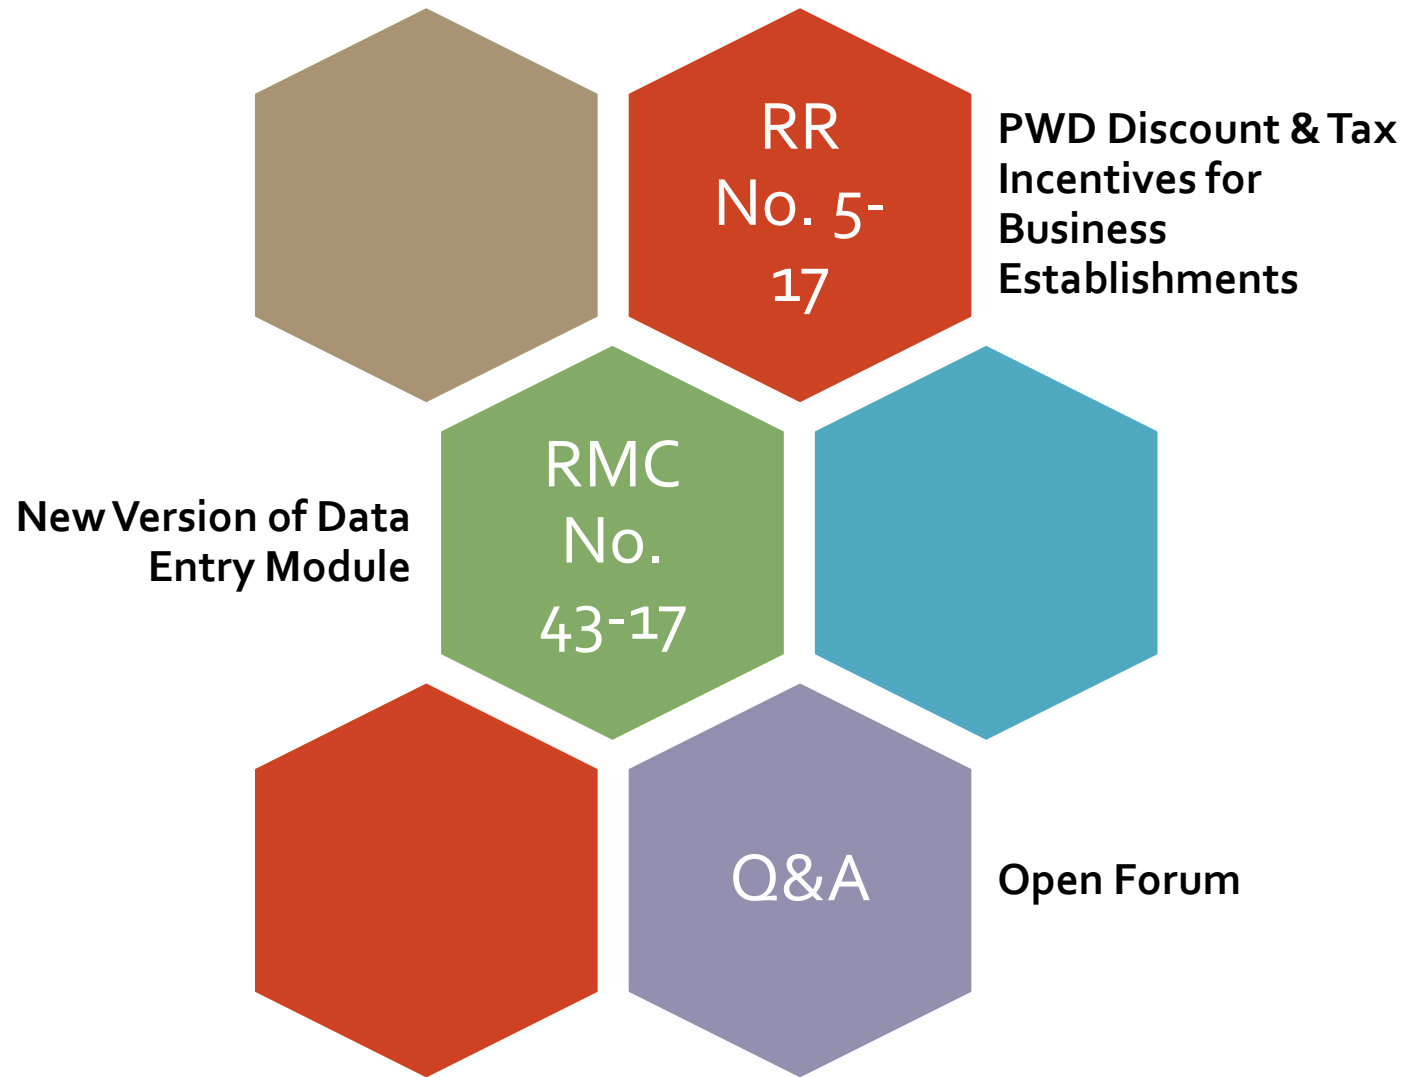 RR
No. 5-
17
PWD Discount & Tax
Incentives for
Business
Establishments
New Version of Data
Entry Module
RMC
No.
43-17
Q&A
Open Forum